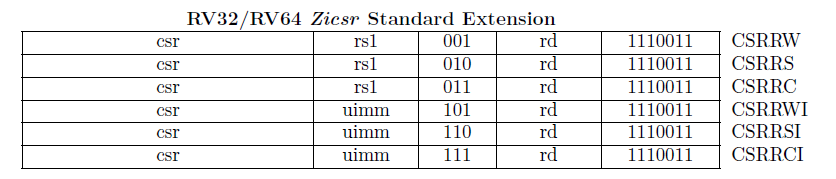 RV32/RV64 Zicsr Standard Extension
csr rs1 001 rd 1110011 CSRRW
csr rs1 010 rd 1110011 CSRRS
csr rs1 011 rd 1110011 CSRRC
csr uimm 101 rd 1110011 CSRRWI
csr uimm 110 rd 1110011 CSRRSI
csr uimm 111 rd 1110011 CSRRCI